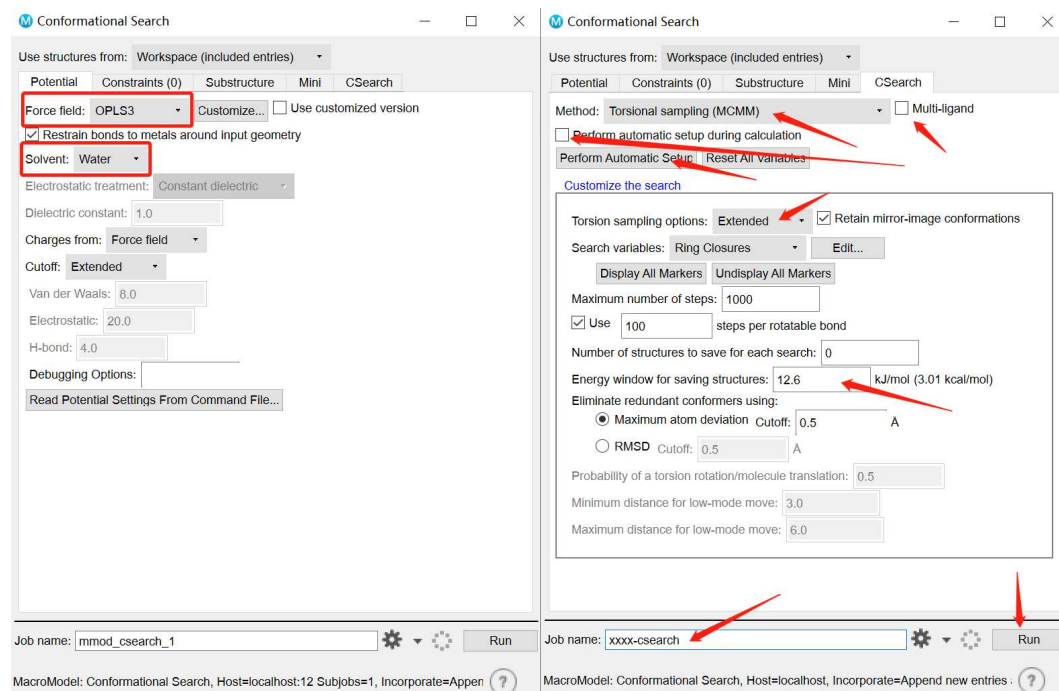 Conformational Search
Use structures from: Workspace (included entries)
Potential Constraints (0) Substructure Mini CSearch
Force field: OPLS3 Customize... Use customized version
Restrain bonds to metals around input geometry
Solvent: Water
Electrostatic treatment: Constant dielectric
Dielectric constant: 1.0
Charges from: Force field
Cutoff: Extended
Van der Waals: 8.0
Electrostatic: 20.0
H-bond: 4.0
Debugging Options:
Read Potential Settings From Command File...
Job name: mmod_csearch_1 Run
MacroModel: Conformational Search, Host=localhost:12 Subjobs=1, Incorporate=Appen
Conformational Search
Use structures from: Workspace (included entries)
Potential Constraints (0) Substructure Mini CSearch
Method: Torsional sampling (MCMM) Multi-ligand
Perform automatic setup during calculation
Perform Automatic Setup Reset All Variables
Customize the search
Torsion sampling options: Extended Retain mirror-image conformations
Search variables: Ring Closures Edit...
Display All Markers Undisplay All Markers
Maximum number of steps: 1000
Use 100 steps per rotatable bond
Number of structures to save for each search: 0
Energy window for saving structures: 12.6 kJ/mol (3.01 kcal/mol)
Eliminate redundant conformers using:
Maximum atom deviation Cutoff: 0.5 Å
RMSD Cutoff: 0.5 Å
Probability of a torsion rotation/molecule translation: 0.5
Minimum distance for low-mode move: 3.0
Maximum distance for low-mode move: 6.0
Job name: xxxx-csearch Run
MacroModel: Conformational Search, Host=localhost, Incorporate=Append new entries